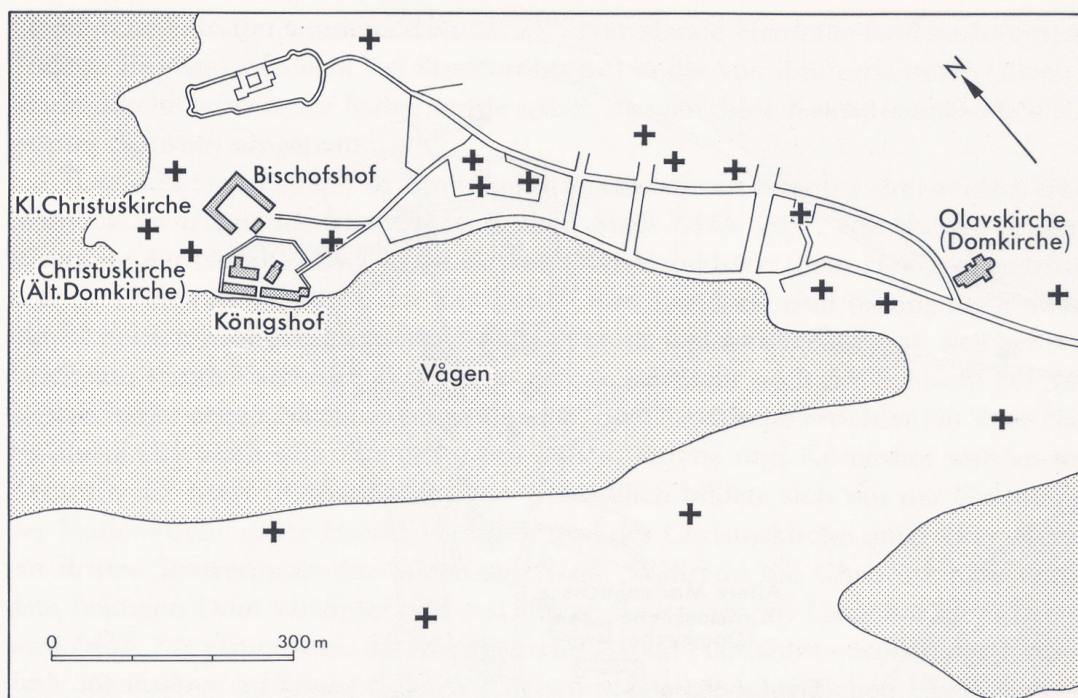 N
Bischofshof
Kl.Christuskirche
Olavskirche
(Domkirche)
Christuskirche
(Ält.Domkirche)
Königshof
Vågen
0
300 m